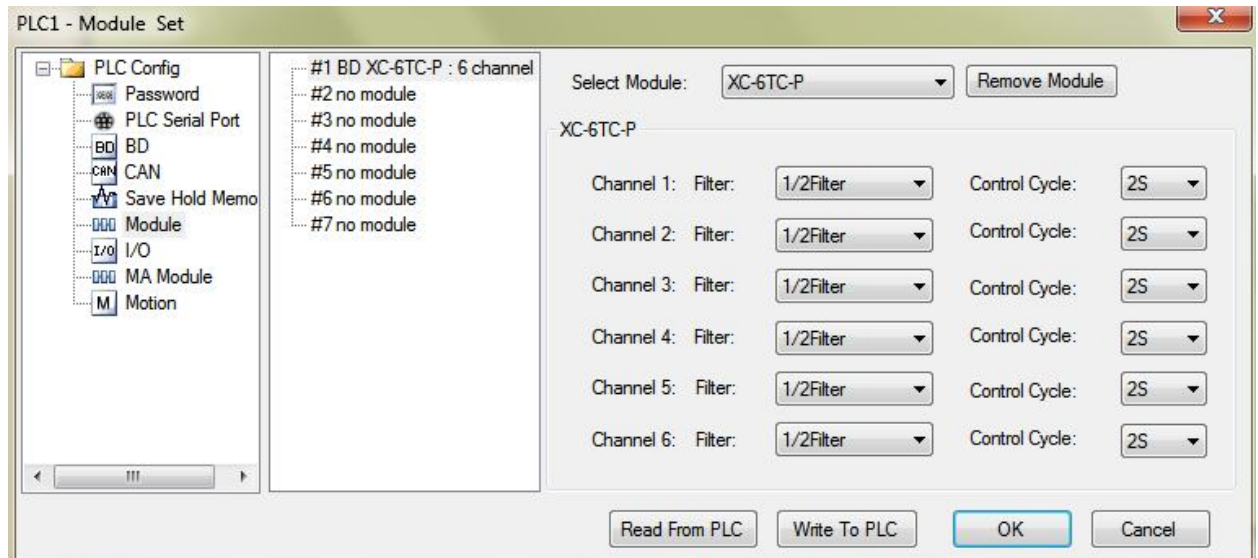 PLC1 - Module Set
X
PLC Config
Password
PLC Serial Port
BD BD
CAN CAN
Save Hold Memo
Module
I/O I/O
MA Module
M Motion
#1 BD XC-6TC-P : 6 channel
#2 no module
#3 no module
#4 no module
#5 no module
#6 no module
#7 no module
Select Module: XC-6TC-P Remove Module
XC-6TC-P
Channel 1: Filter: 1/2Filter Control Cycle: 2S
Channel 2: Filter: 1/2Filter Control Cycle: 2S
Channel 3: Filter: 1/2Filter Control Cycle: 2S
Channel 4: Filter: 1/2Filter Control Cycle: 2S
Channel 5: Filter: 1/2Filter Control Cycle: 2S
Channel 6: Filter: 1/2Filter Control Cycle: 2S
Read From PLC Write To PLC OK Cancel